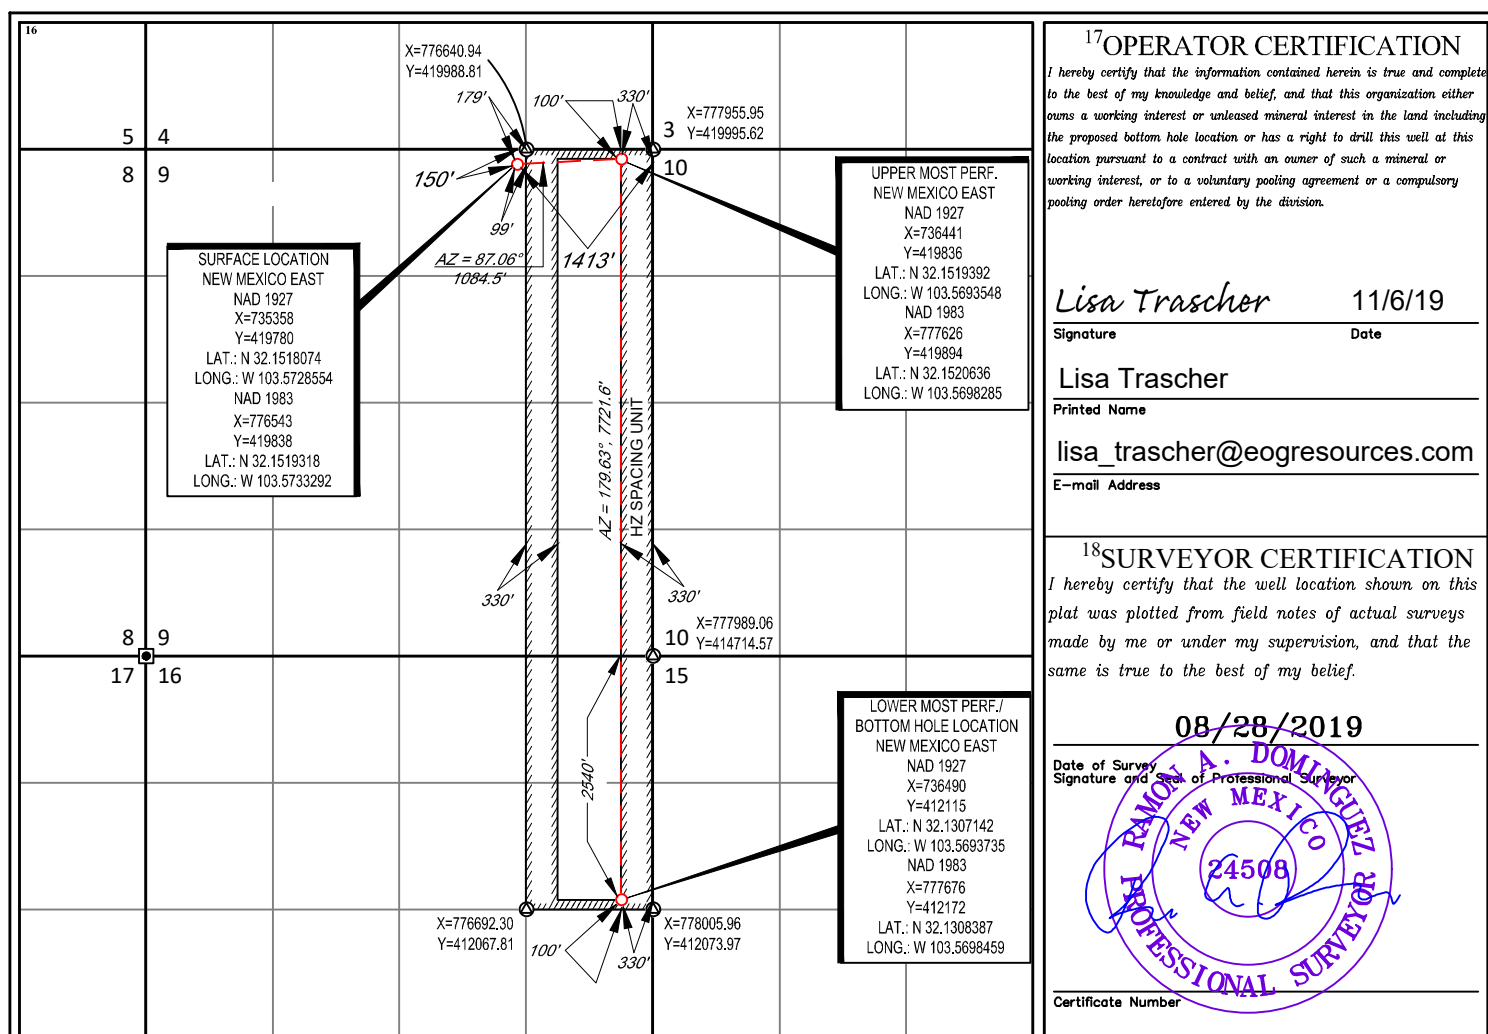 16
X=776640.94
Y=419988.81
179'
100'
330'
X=777955.95
Y=419995.62
5 4
3
8 9
10
150'
99'
AZ = 87.06°
1084.5'
1413'
SURFACE LOCATION
NEW MEXICO EAST
NAD 1927
X=735358
Y=419780
LAT.: N 32.1518074
LONG.: W 103.5728554
NAD 1983
X=776543
Y=419838
LAT.: N 32.1519318
LONG.: W 103.5733292
UPPER MOST PERF.
NEW MEXICO EAST
NAD 1927
X=736441
Y=419836
LAT.: N 32.1519392
LONG.: W 103.5693548
NAD 1983
X=777626
Y=419894
LAT.: N 32.1520636
LONG.: W 103.5698285
AZ = 179.63°, 7721.6'
HZ SPACING UNIT
330'
330'
8 9
10
X=777989.06
Y=414714.57
17 16
15
2540'
LOWER MOST PERF./
BOTTOM HOLE LOCATION
NEW MEXICO EAST
NAD 1927
X=736490
Y=412115
LAT.: N 32.1307142
LONG.: W 103.5693735
NAD 1983
X=777676
Y=412172
LAT.: N 32.1308387
LONG.: W 103.5698459
X=776692.30
Y=412067.81
100'
330'
X=778005.96
Y=412073.97
17OPERATOR CERTIFICATION
I hereby certify that the information contained herein is true and complete
to the best of my knowledge and belief, and that this organization either
owns a working interest or unleased mineral interest in the land including
the proposed bottom hole location or has a right to drill this well at this
location pursuant to a contract with an owner of such a mineral or
working interest, or to a voluntary pooling agreement or a compulsory
pooling order heretofore entered by the division.
Lisa Trascher 11/6/19
Signature Date
Lisa Trascher
Printed Name
lisa_trascher@eogresources.com
E-mail Address
18SURVEYOR CERTIFICATION
I hereby certify that the well location shown on this
plat was plotted from field notes of actual surveys
made by me or under my supervision, and that the
same is true to the best of my belief.
08/28/2019
Date of Survey
Signature and Seal of Professional Surveyor
RAMON A. DOMINGUEZ
NEW MEXICO
24508
PROFESSIONAL SURVEYOR
Certificate Number